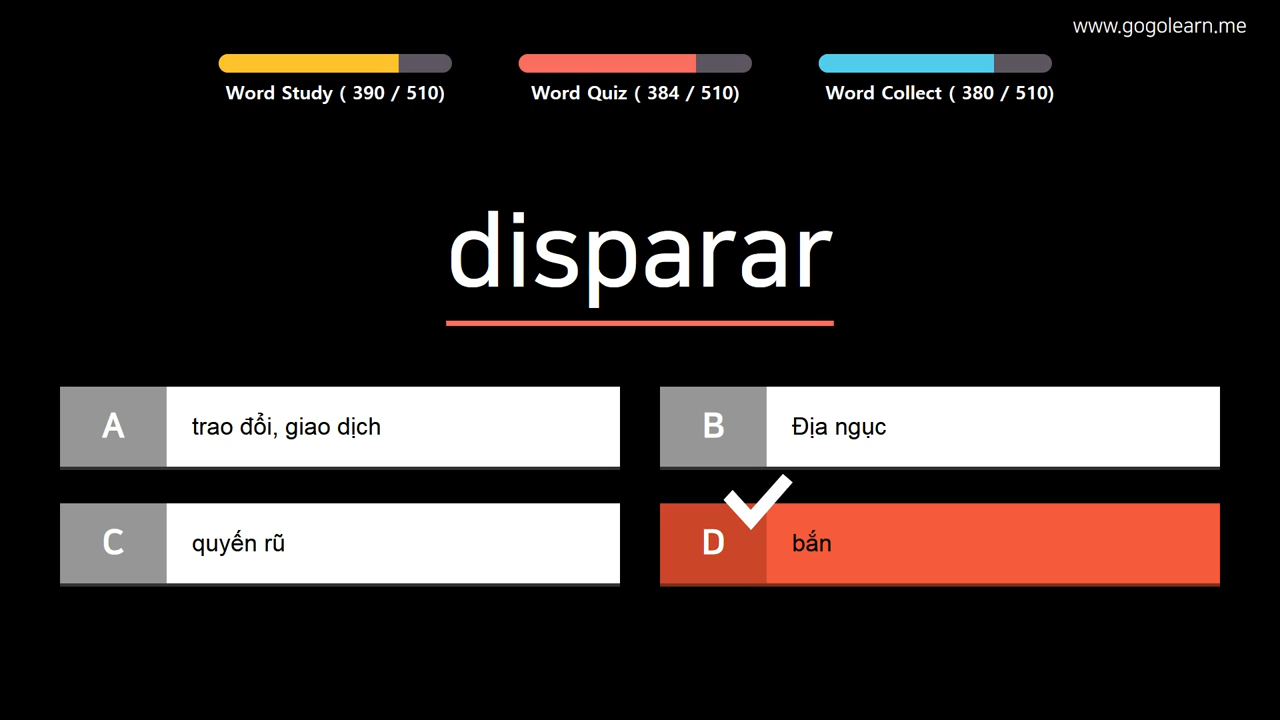 www.gogolearn.me
Word Study ( 390 / 510)
Word Quiz ( 384 / 510)
Word Collect ( 380 / 510)
disparar
A trao đổi, giao dịch
B Địa ngục
C quyến rũ
D bắn